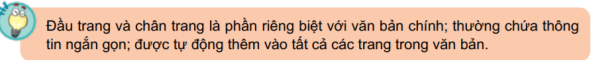 Đầu trang và chân trang là phần riêng biệt với văn bản chính; thường chứa thông
tin ngắn gọn; được tự động thêm vào tất cả các trang trong văn bản.